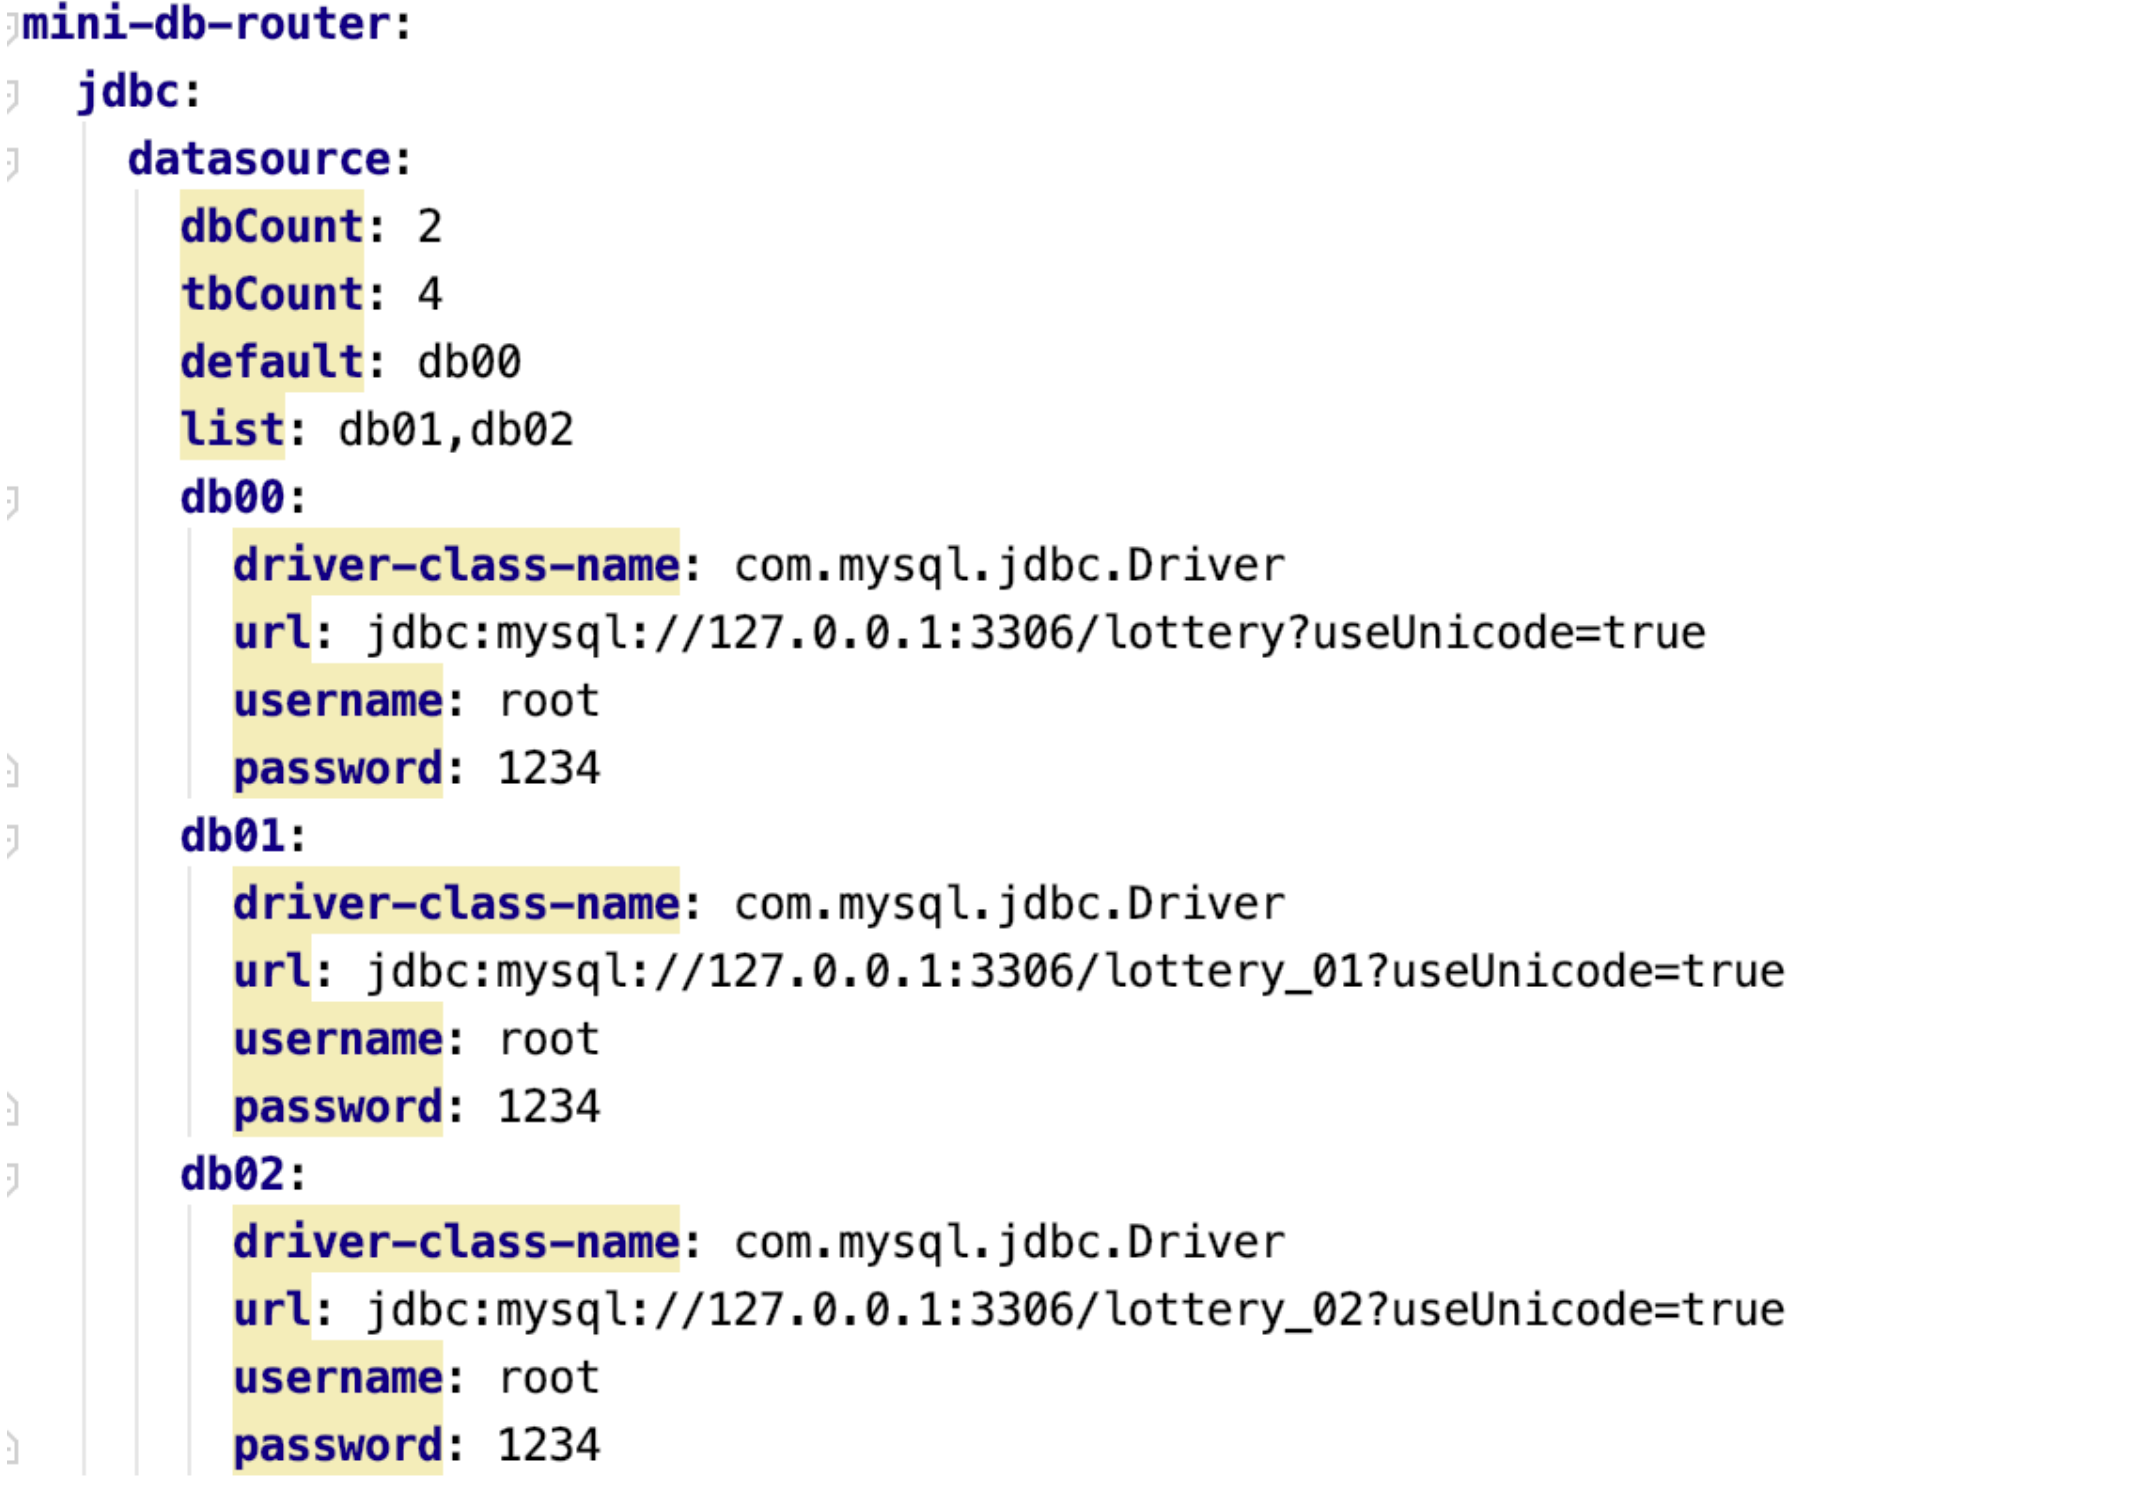 mini-db-router:
jdbc:
datasource:
dbCount: 2
tbCount: 4
default: db00
list: db01,db02
db00:
driver-class-name: com.mysql.jdbc.Driver
url: jdbc:mysql://127.0.0.1:3306/lottery?useUnicode=true
username: root
password: 1234
db01:
driver-class-name: com.mysql.jdbc.Driver
url: jdbc:mysql://127.0.0.1:3306/lottery_01?useUnicode=true
username: root
password: 1234
db02:
driver-class-name: com.mysql.jdbc.Driver
url: jdbc:mysql://127.0.0.1:3306/lottery_02?useUnicode=true
username: root
password: 1234